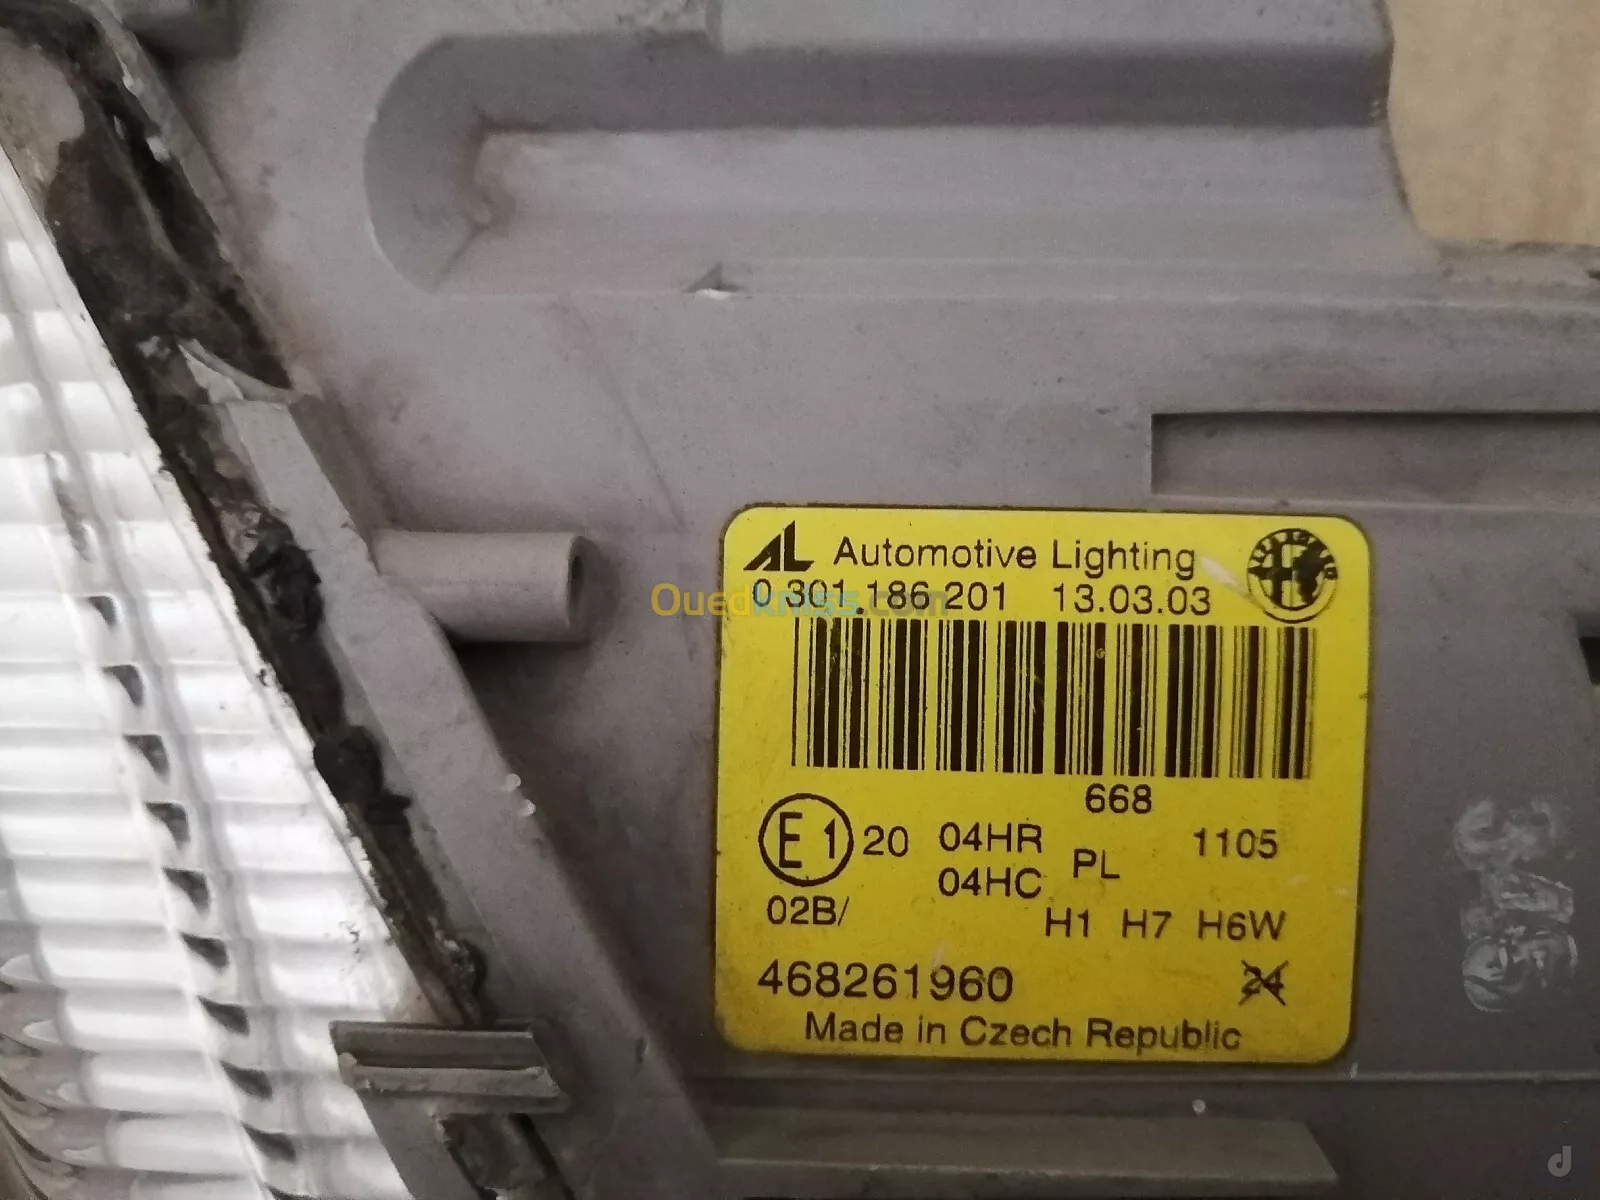 AL Automotive Lighting
0 301 186 201 13.03.03
Ouedkniss.com
668
E1 20 04HR PL 1105
04HC
02B/
H1 H7 H6W
468261960 24
Made in Czech Republic
d